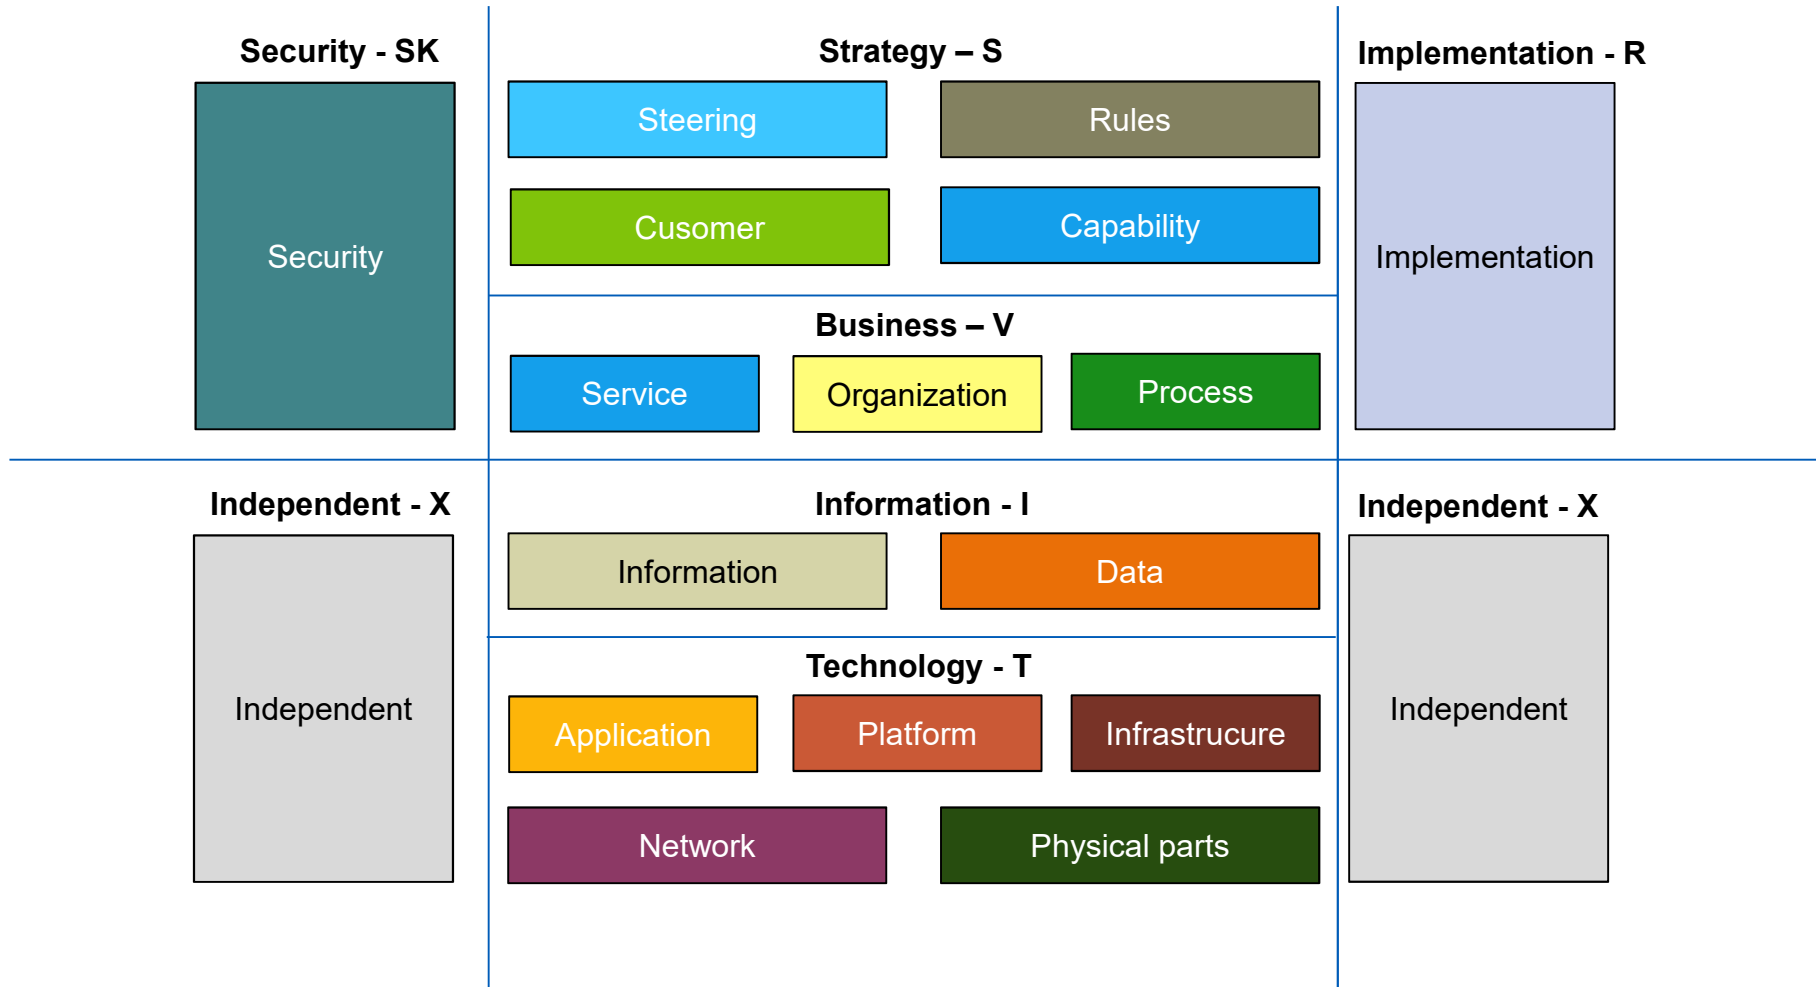 Security - SK
Strategy – S
Implementation - R
Steering
Rules
Cusomer
Capability
Security
Implementation
Business – V
Service
Organization
Process
Independent - X
Information - I
Independent - X
Information
Data
Technology - T
Independent
Independent
Application
Platform
Infrastrucure
Network
Physical parts